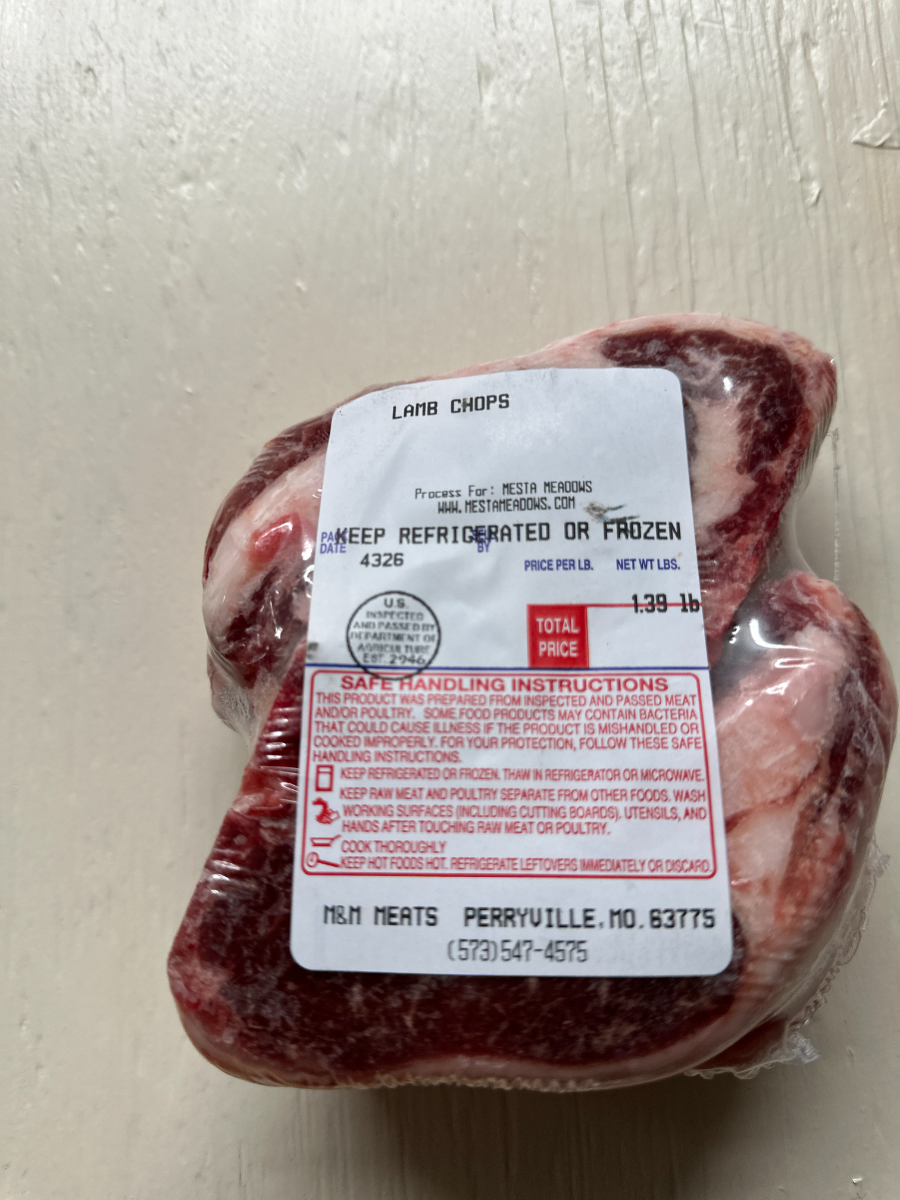 LAMB CHOPS
Process For: MESTA MEADOWS
WWW.MESTAMEADOWS.COM
KEEP REFRIGERATED OR FROZEN
PACK DATE
BY
4326
PRICE PER LB. NET WT LBS.
1.39 lb
TOTAL
PRICE
U.S.
INSPECTED
AND PASSED BY
DEPARTMENT OF
AGRICULTURE
EST. 2946
SAFE HANDLING INSTRUCTIONS
THIS PRODUCT WAS PREPARED FROM INSPECTED AND PASSED MEAT
AND/OR POULTRY. SOME FOOD PRODUCTS MAY CONTAIN BACTERIA
THAT COULD CAUSE ILLNESS IF THE PRODUCT IS MISHANDLED OR
COOKED IMPROPERLY. FOR YOUR PROTECTION, FOLLOW THESE SAFE
HANDLING INSTRUCTIONS.
KEEP REFRIGERATED OR FROZEN. THAW IN REFRIGERATOR OR MICROWAVE.
KEEP RAW MEAT AND POULTRY SEPARATE FROM OTHER FOODS. WASH
WORKING SURFACES (INCLUDING CUTTING BOARDS), UTENSILS, AND
HANDS AFTER TOUCHING RAW MEAT OR POULTRY.
COOK THOROUGHLY
KEEP HOT FOODS HOT. REFRIGERATE LEFTOVERS IMMEDIATELY OR DISCARD.
M&M MEATS PERRYVILLE, MO. 63775
(573)547-4575